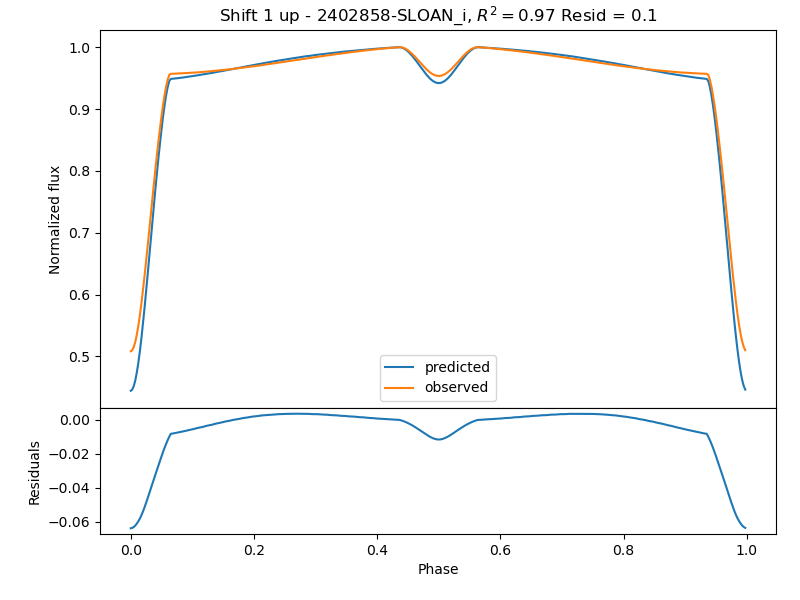 Shift 1 up - 2402858-SLOAN_i, R² = 0.97 Resid = 0.1
1.0
0.9
0.8
0.7
0.6
0.5
Normalized flux
predicted
observed
0.00
−0.02
−0.04
−0.06
Residuals
0.0 0.2 0.4 0.6 0.8 1.0
Phase